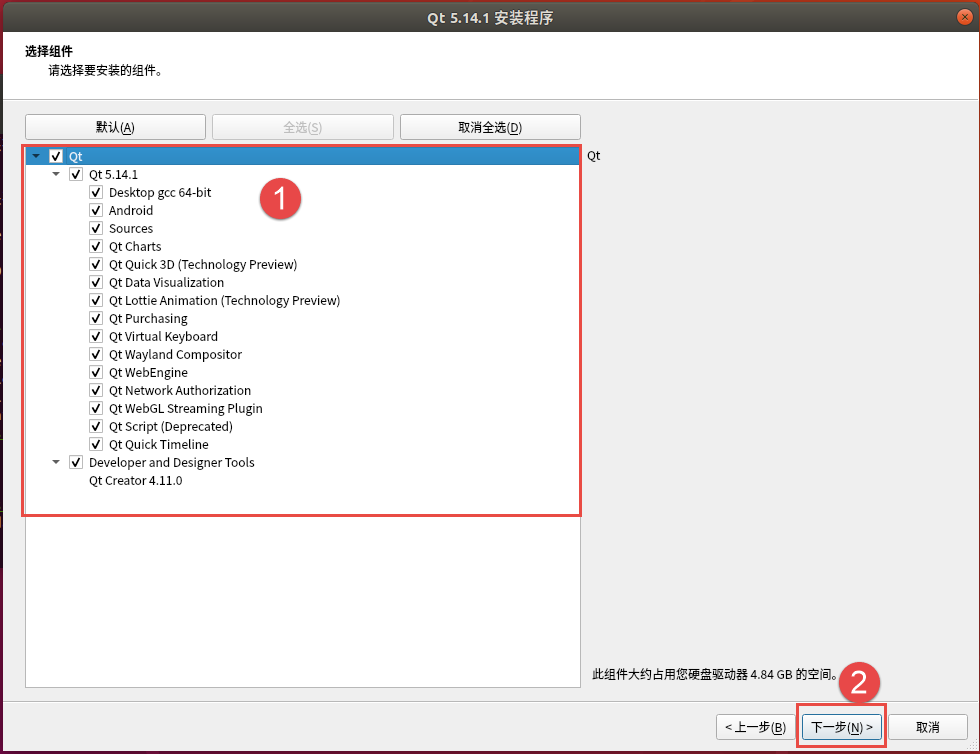 Qt 5.14.1 安装程序
选择组件
请选择要安装的组件。
默认(A)
全选(S)
取消全选(D)
Qt
Qt
Qt 5.14.1
1
Desktop gcc 64-bit
Android
Sources
Qt Charts
Qt Quick 3D (Technology Preview)
Qt Data Visualization
Qt Lottie Animation (Technology Preview)
Qt Purchasing
Qt Virtual Keyboard
Qt Wayland Compositor
Qt WebEngine
Qt Network Authorization
Qt WebGL Streaming Plugin
Qt Script (Deprecated)
Qt Quick Timeline
Developer and Designer Tools
Qt Creator 4.11.0
此组件大约占用您硬盘驱动器 4.84 GB 的空间。
2
< 上一步(B)
下一步(N) >
取消